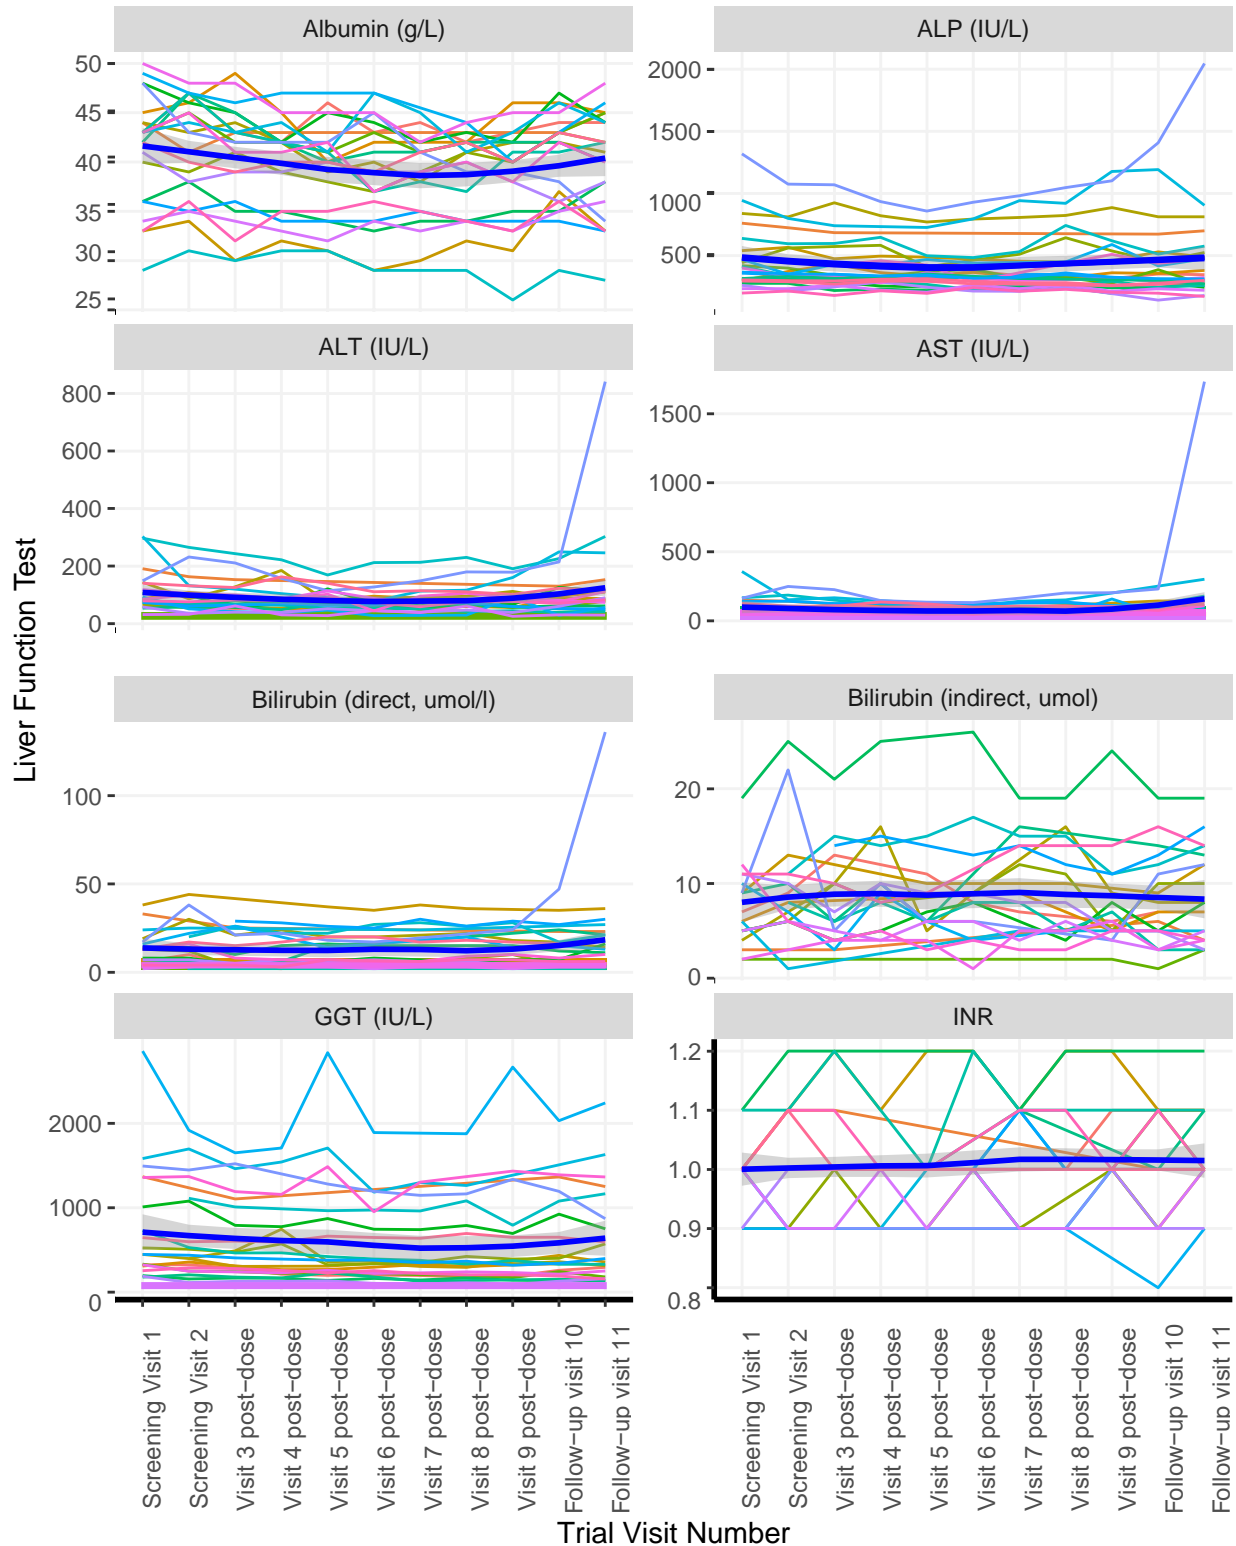 Albumin (g/L)
ALP (IU/L)
50
45
40
35
30
25
24
2000
1500
1000
500
ALT (IU/L)
AST (IU/L)
800
600
400
200
0
1500
1000
500
0
Liver Function Test
Bilirubin (direct, umol/l)
Bilirubin (indirect, umol)
100
50
0
20
10
0
GGT (IU/L)
INR
2000
1000
0
1.2
1.1
1.0
0.9
0.8
Screening Visit 1
Screening Visit 2
Visit 3 post−dose
Visit 4 post−dose
Visit 5 post−dose
Visit 6 post−dose
Visit 7 post−dose
Visit 8 post−dose
Visit 9 post−dose
Follow−up visit 10
Follow−up visit 11
Screening Visit 1
Screening Visit 2
Visit 3 post−dose
Visit 4 post−dose
Visit 5 post−dose
Visit 6 post−dose
Visit 7 post−dose
Visit 8 post−dose
Visit 9 post−dose
Follow−up visit 10
Follow−up visit 11
Trial Visit Number